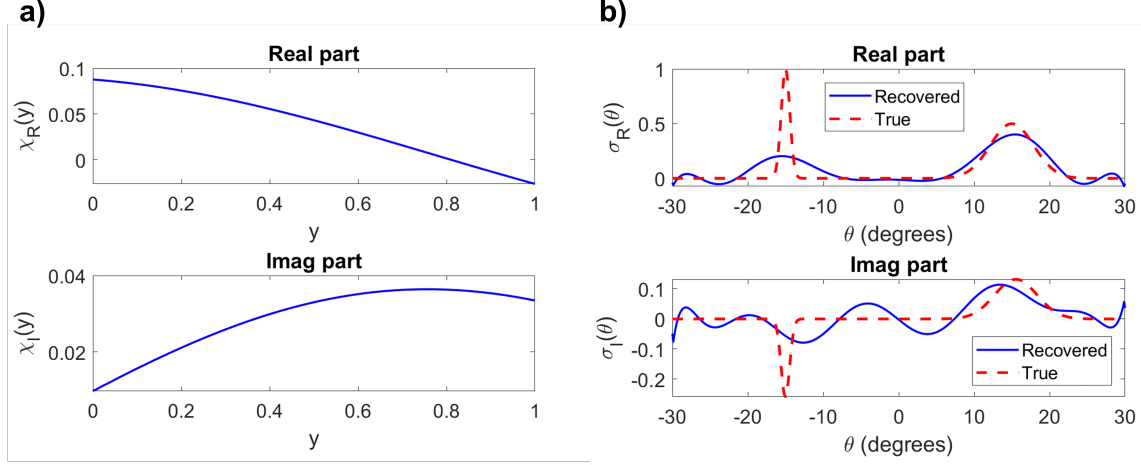 a)
Real part
χR(y)
0.1
0.05
0
0
0.2
0.4
0.6
0.8
1
y
Imag part
χI(y)
0.04
0.02
0
0.2
0.4
0.6
0.8
1
y
b)
Real part
σR(θ)
1
0.5
0
Recovered
True
-30
-20
-10
0
10
20
30
θ (degrees)
Imag part
σI(θ)
0.1
0
-0.1
-0.2
Recovered
True
-30
-20
-10
0
10
20
30
θ (degrees)